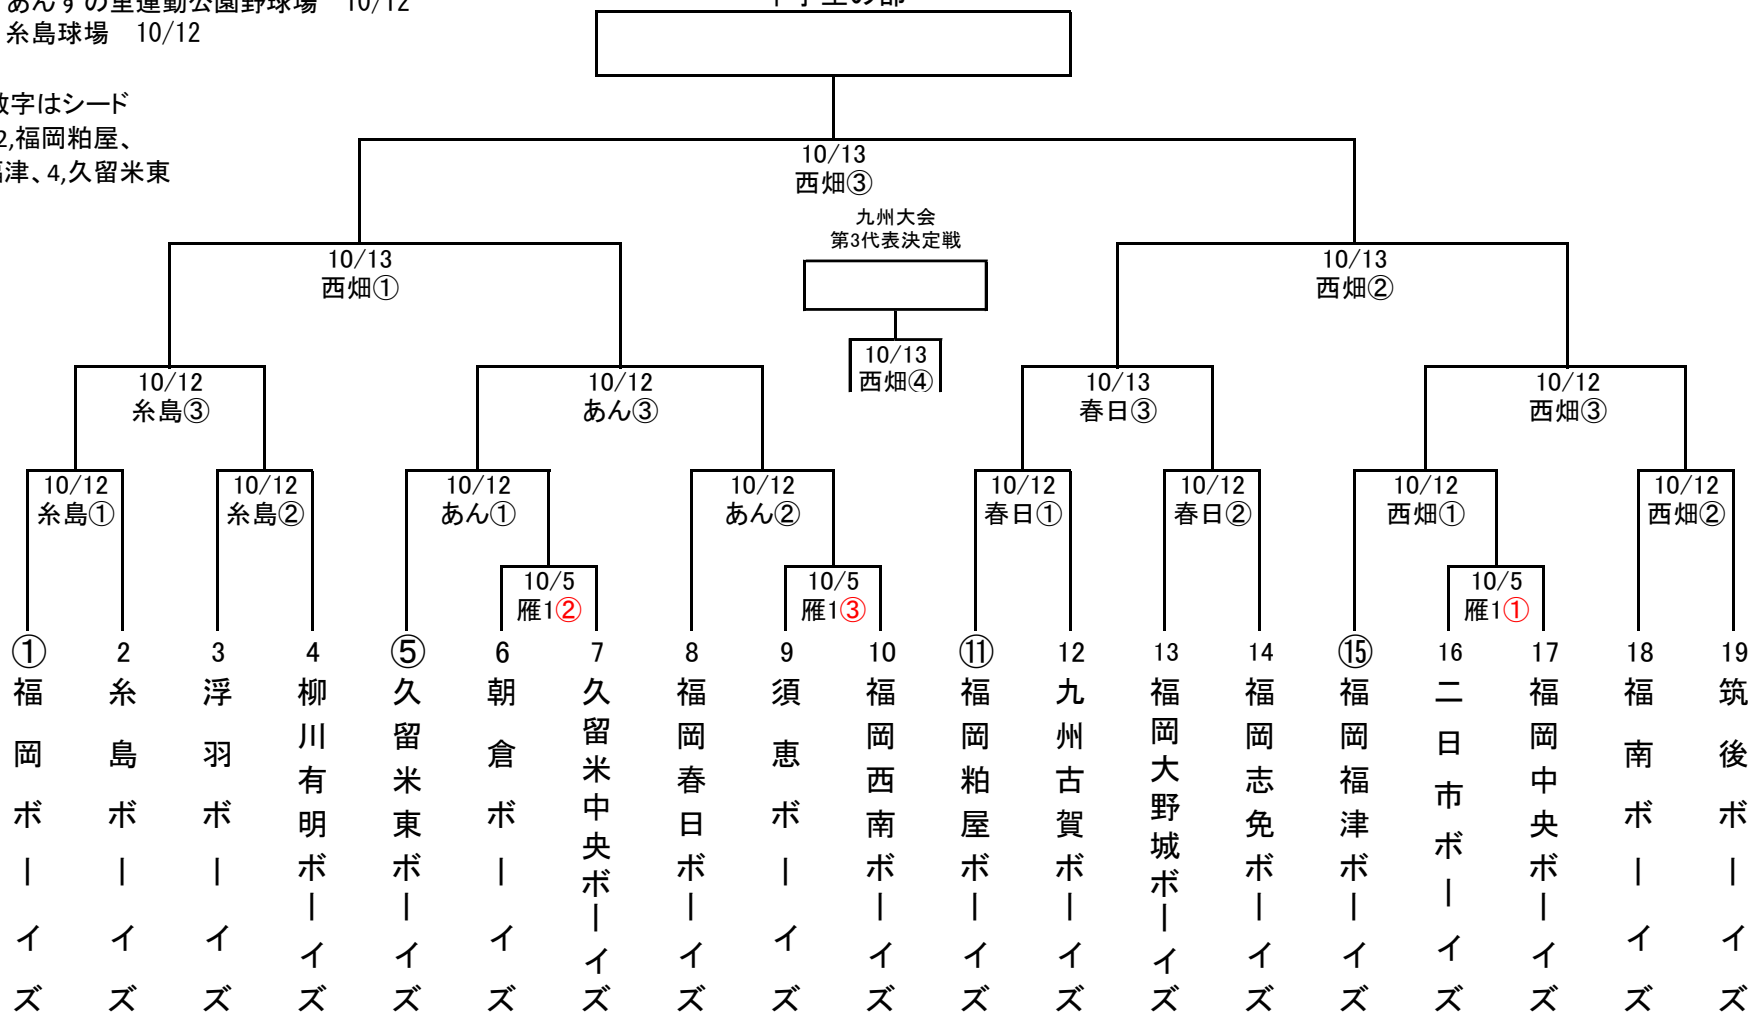 あんずの里運動公園野球場　10/12
糸島球場　10/12
数字はシード
2,福岡粕屋、
福津、4,久留米東
中学生の部
10/13
西畑③
九州大会
第3代表決定戦
10/13
西畑①
10/13
西畑②
10/13
西畑④
10/12
糸島③
10/12
あん③
10/13
春日③
10/12
西畑③
10/12
糸島①
10/12
糸島②
10/12
あん①
10/12
あん②
10/12
春日①
10/12
春日②
10/12
西畑①
10/12
西畑②
10/5
雁1②
10/5
雁1③
10/5
雁1①
① 福岡ボーイズ
2 糸島ボーイズ
3 浮羽ボーイズ
4 柳川有明ボーイズ
⑤ 久留米東ボーイズ
6 朝倉ボーイズ
7 久留米中央ボーイズ
8 福岡春日ボーイズ
9 須恵ボーイズ
10 福岡西南ボーイズ
⑪ 福岡粕屋ボーイズ
12 九州古賀ボーイズ
13 福岡大野城ボーイズ
14 福岡志免ボーイズ
⑮ 福岡福津ボーイズ
16 二日市ボーイズ
17 福岡中央ボーイズ
18 福南ボーイズ
19 筑後ボーイズ